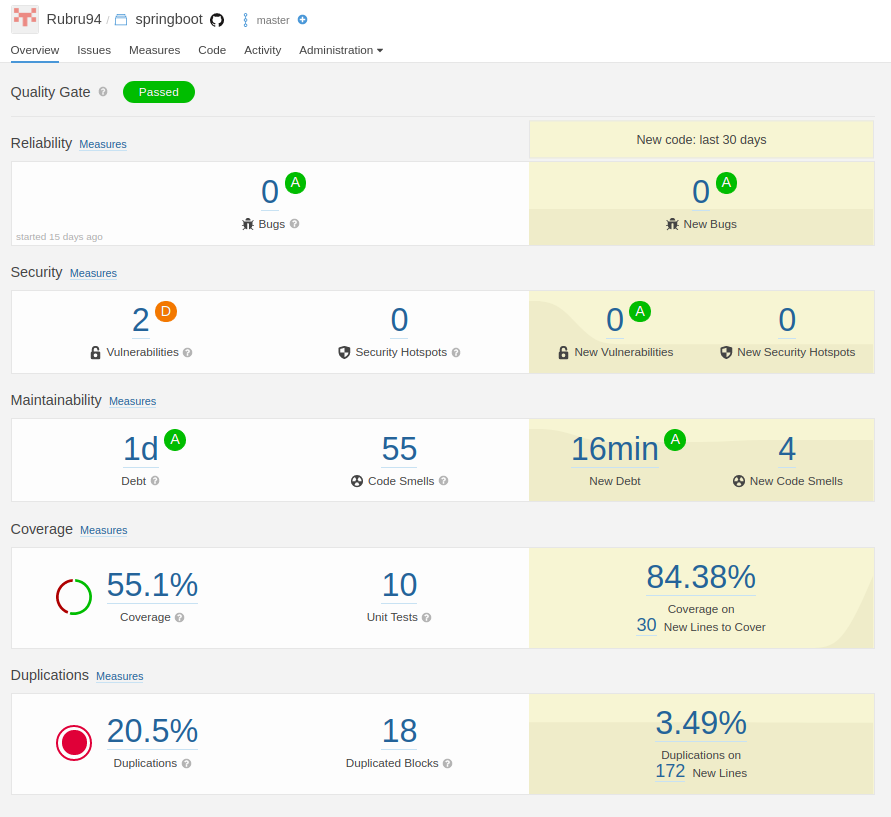 Rubru94 / springboot master
Overview Issues Measures Code Activity Administration
Quality Gate ? Passed
Reliability Measures
New code: last 30 days
0 A
Bugs ?
started 15 days ago
0 A
New Bugs
Security Measures
2 D
Vulnerabilities ?
0
Security Hotspots ?
0 A
New Vulnerabilities
0
New Security Hotspots
Maintainability Measures
1d A
Debt ?
55
Code Smells ?
16min A
New Debt
4
New Code Smells
Coverage Measures
55.1%
Coverage ?
10
Unit Tests ?
84.38%
Coverage on
30 New Lines to Cover
Duplications Measures
20.5%
Duplications ?
18
Duplicated Blocks ?
3.49%
Duplications on
172 New Lines